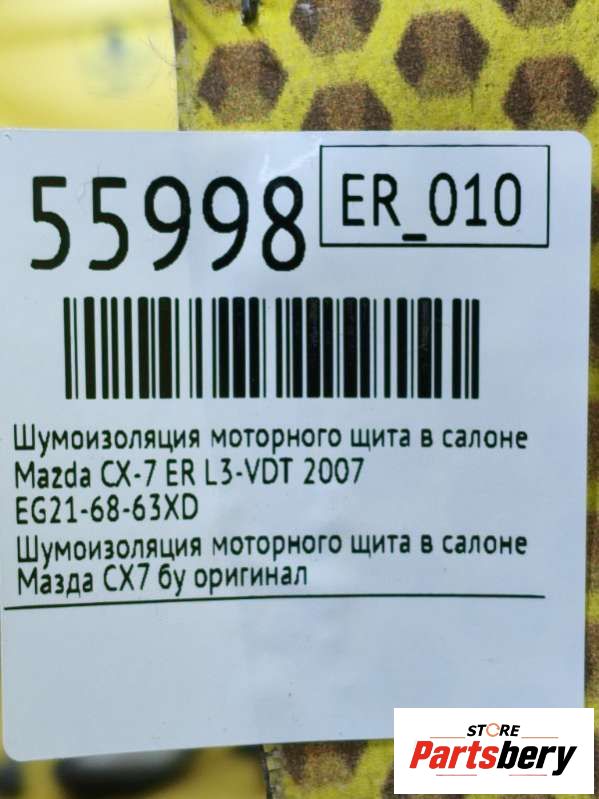 55998
ER_010
Шумоизоляция моторного щита в салоне
Mazda CX-7 ER L3-VDT 2007
EG21-68-63XD
Шумоизоляция моторного щита в салоне
Мазда СХ7 бу оригинал
STORE
Partsbery